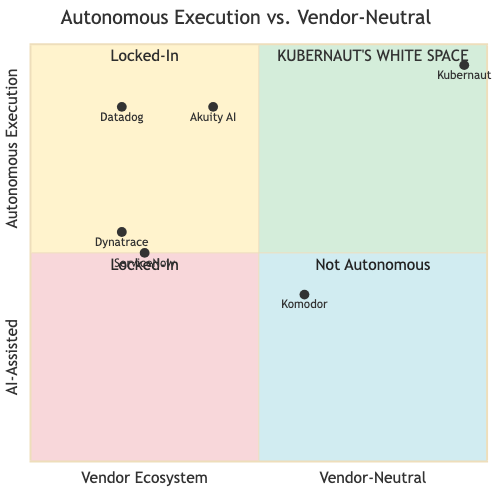 Autonomous Execution vs. Vendor-Neutral
Locked-In
KUBERNAUT'S WHITE SPACE
Kubernaut
Datadog
Akuity AI
Autonomous Execution
Dynatrace
ServiceNow
Locked-In
Not Autonomous
Komodor
AI-Assisted
Vendor Ecosystem
Vendor-Neutral